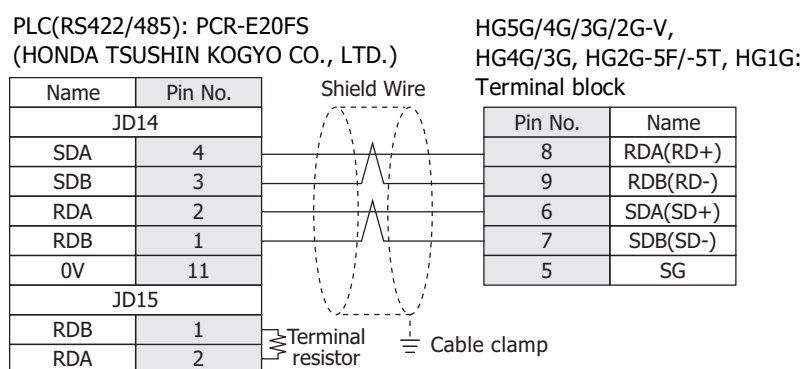 PLC(RS422/485): PCR-E20FS
(HONDA TSUSHIN KOGYO CO., LTD.)
HG5G/4G/3G/2G-V,
HG4G/3G, HG2G-5F/-5T, HG1G:
Terminal block
Shield Wire
Name Pin No.
JD14
SDA 4
SDB 3
RDA 2
RDB 1
0V 11
JD15
RDB 1
RDA 2
Terminal
resistor
Cable clamp
Pin No. Name
8 RDA(RD+)
9 RDB(RD-)
6 SDA(SD+)
7 SDB(SD-)
5 SG